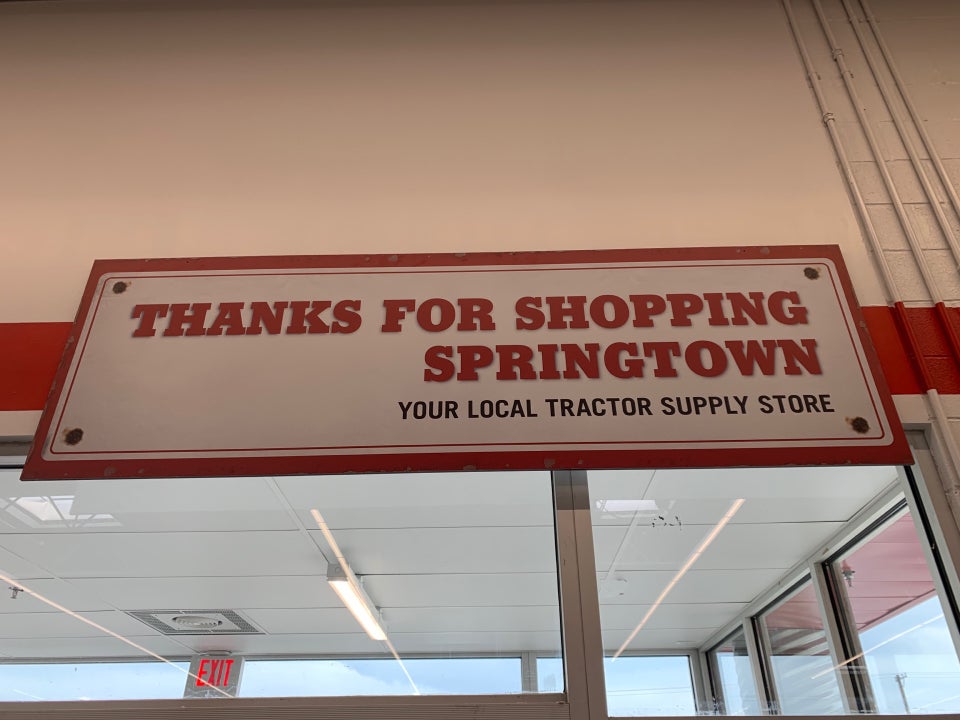 THANKS FOR SHOPPING
SPRINGTOWN
YOUR LOCAL TRACTOR SUPPLY STORE
EXIT